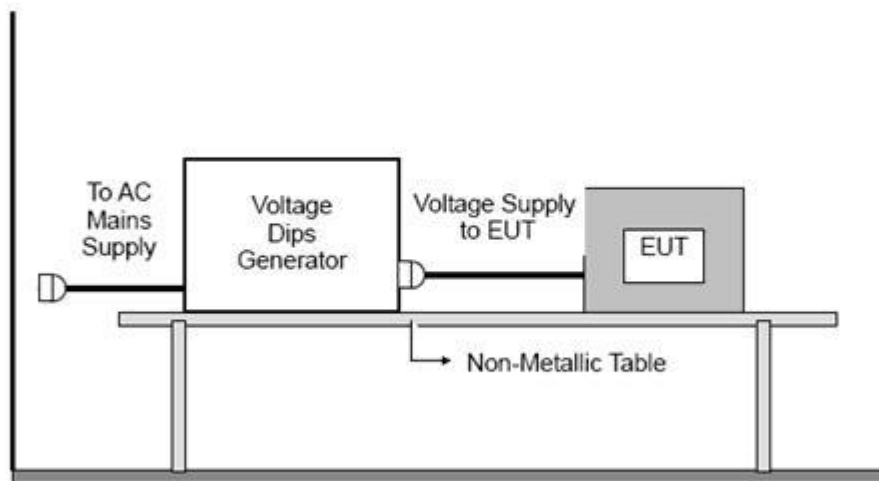 To AC
Mains
Supply
Voltage
Dips
Generator
Voltage Supply
to EUT
EUT
Non-Metallic Table